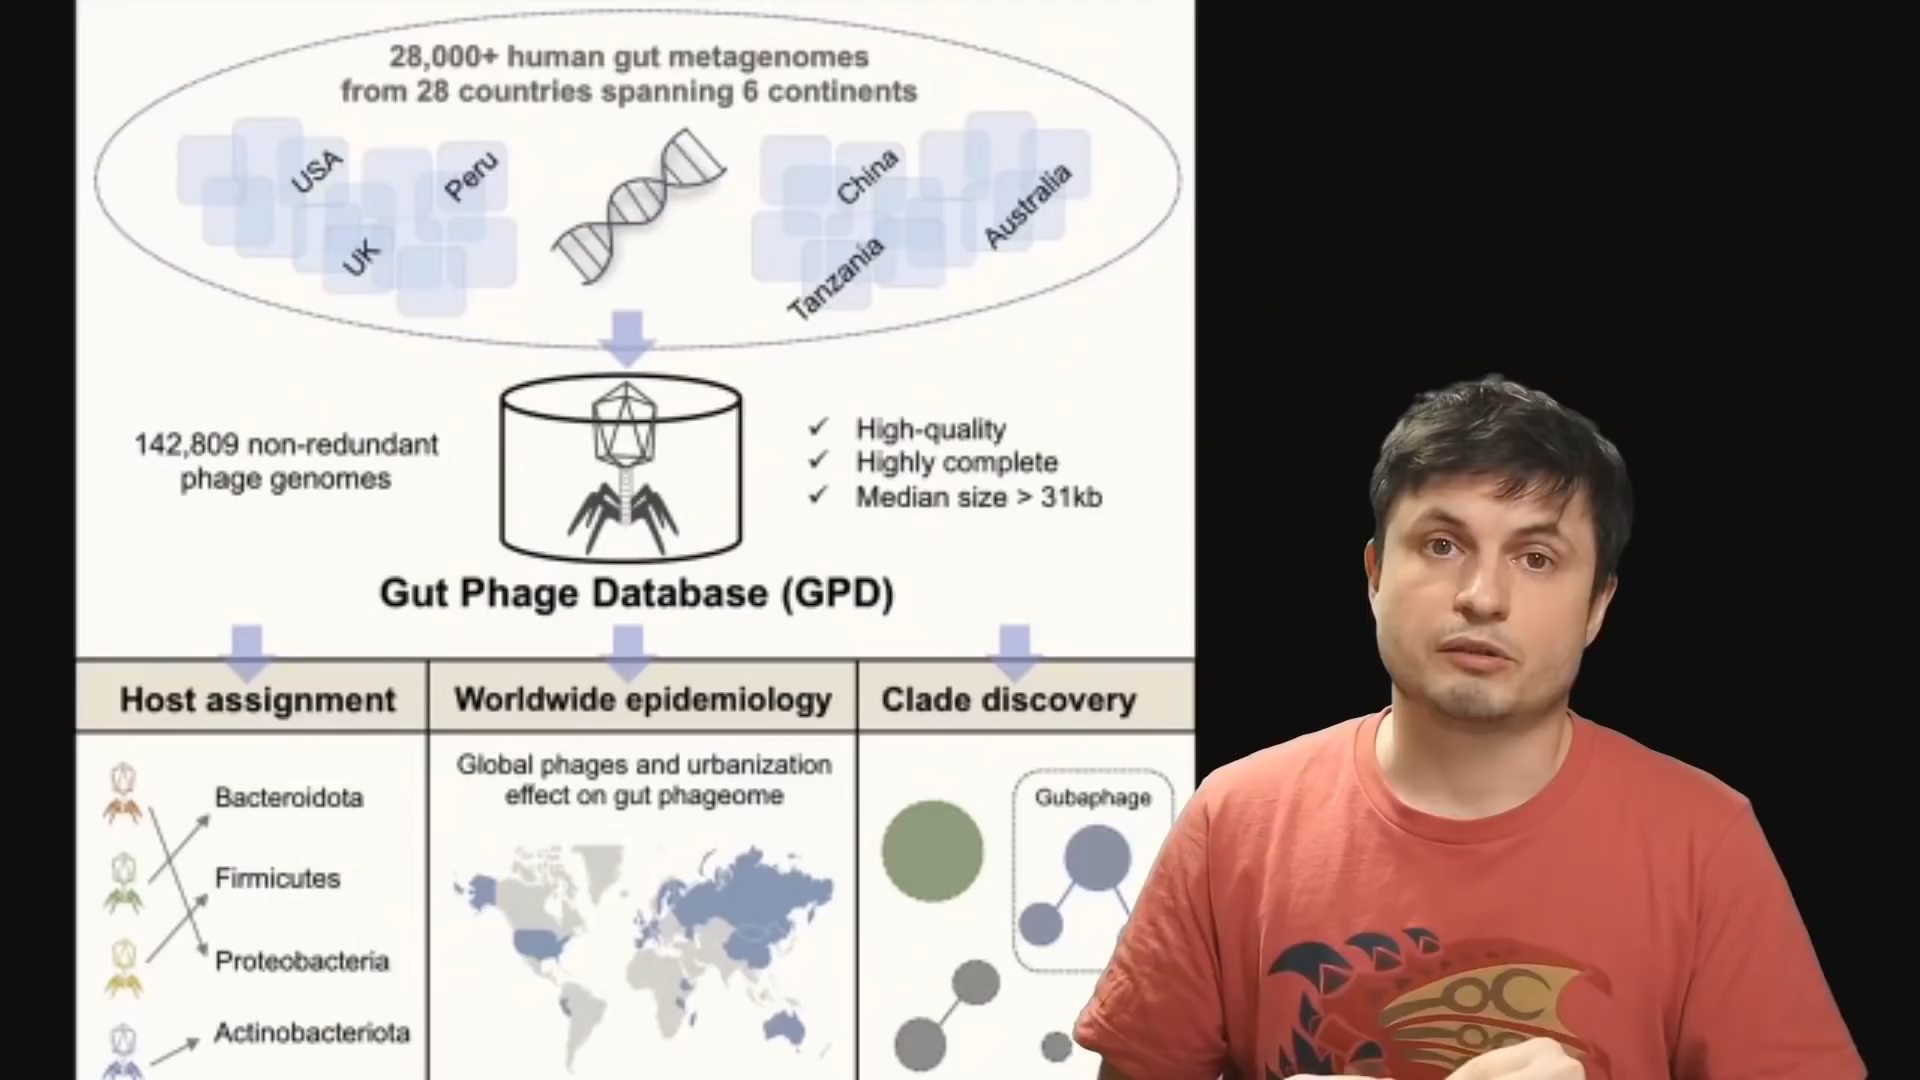 28,000+ human gut metagenomes
from 28 countries spanning 6 continents
USA
Peru
UK
China
Australia
Tanzania
142,809 non-redundant
phage genomes
✓ High-quality
✓ Highly complete
✓ Median size > 31kb
Gut Phage Database (GPD)
Host assignment
Worldwide epidemiology
Clade discovery
Bacteroidota
Firmicutes
Proteobacteria
Actinobacteriota
Global phages and urbanization
effect on gut phageome
Gubaphage